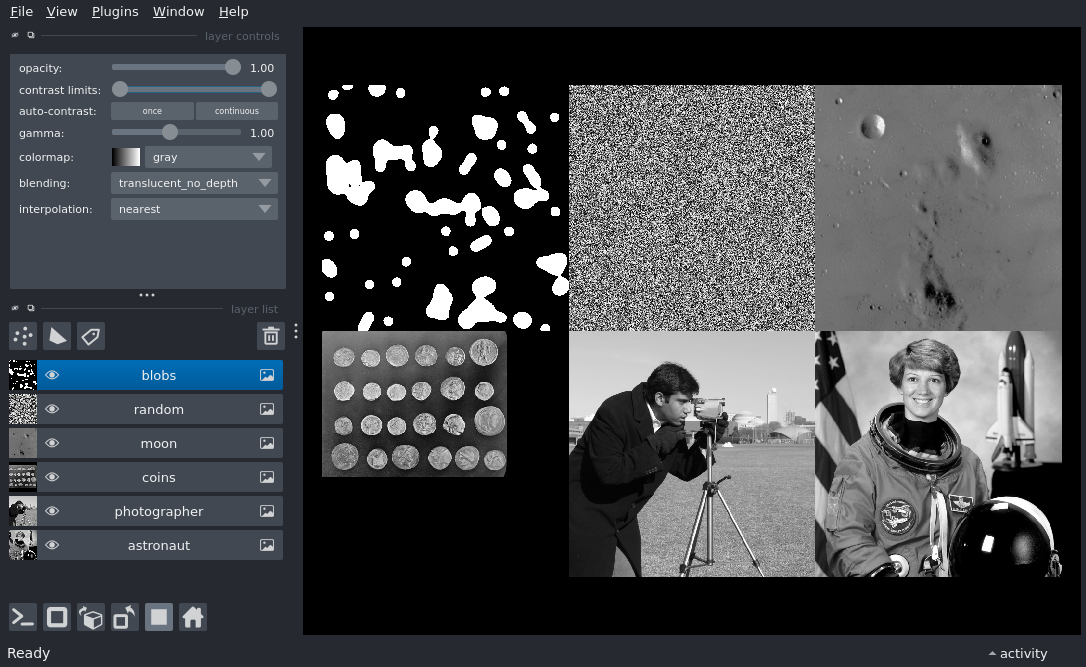 File View Plugins Window Help
layer controls
opacity: 1.00
contrast limits:
auto-contrast: once continuous
gamma: 1.00
colormap: gray
blending: translucent_no_depth
interpolation: nearest
layer list
blobs
random
moon
coins
photographer
astronaut
Ready
activity